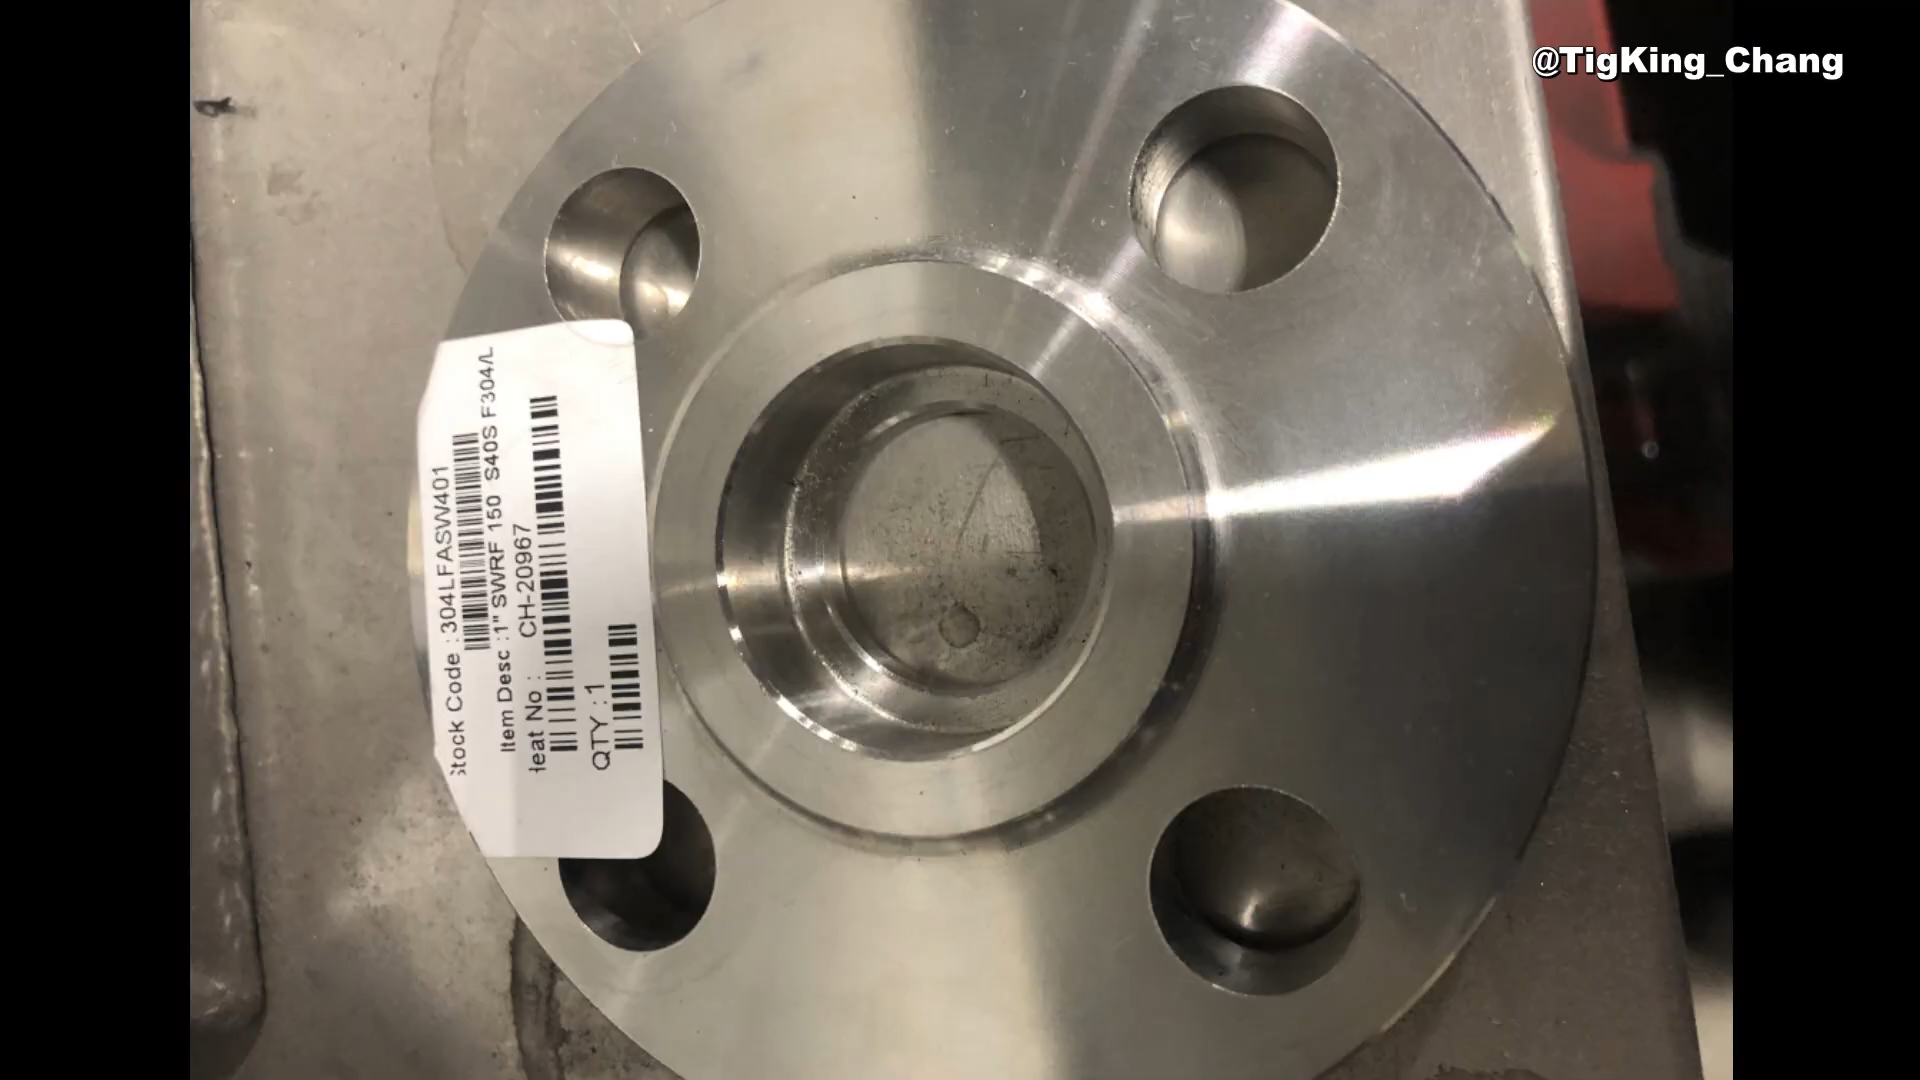 @TigKing_Chang
Stock Code : 304LFASW401
Item Desc :1" SWRF 150 S40S F304/L
Heat No : CH-20967
QTY :1